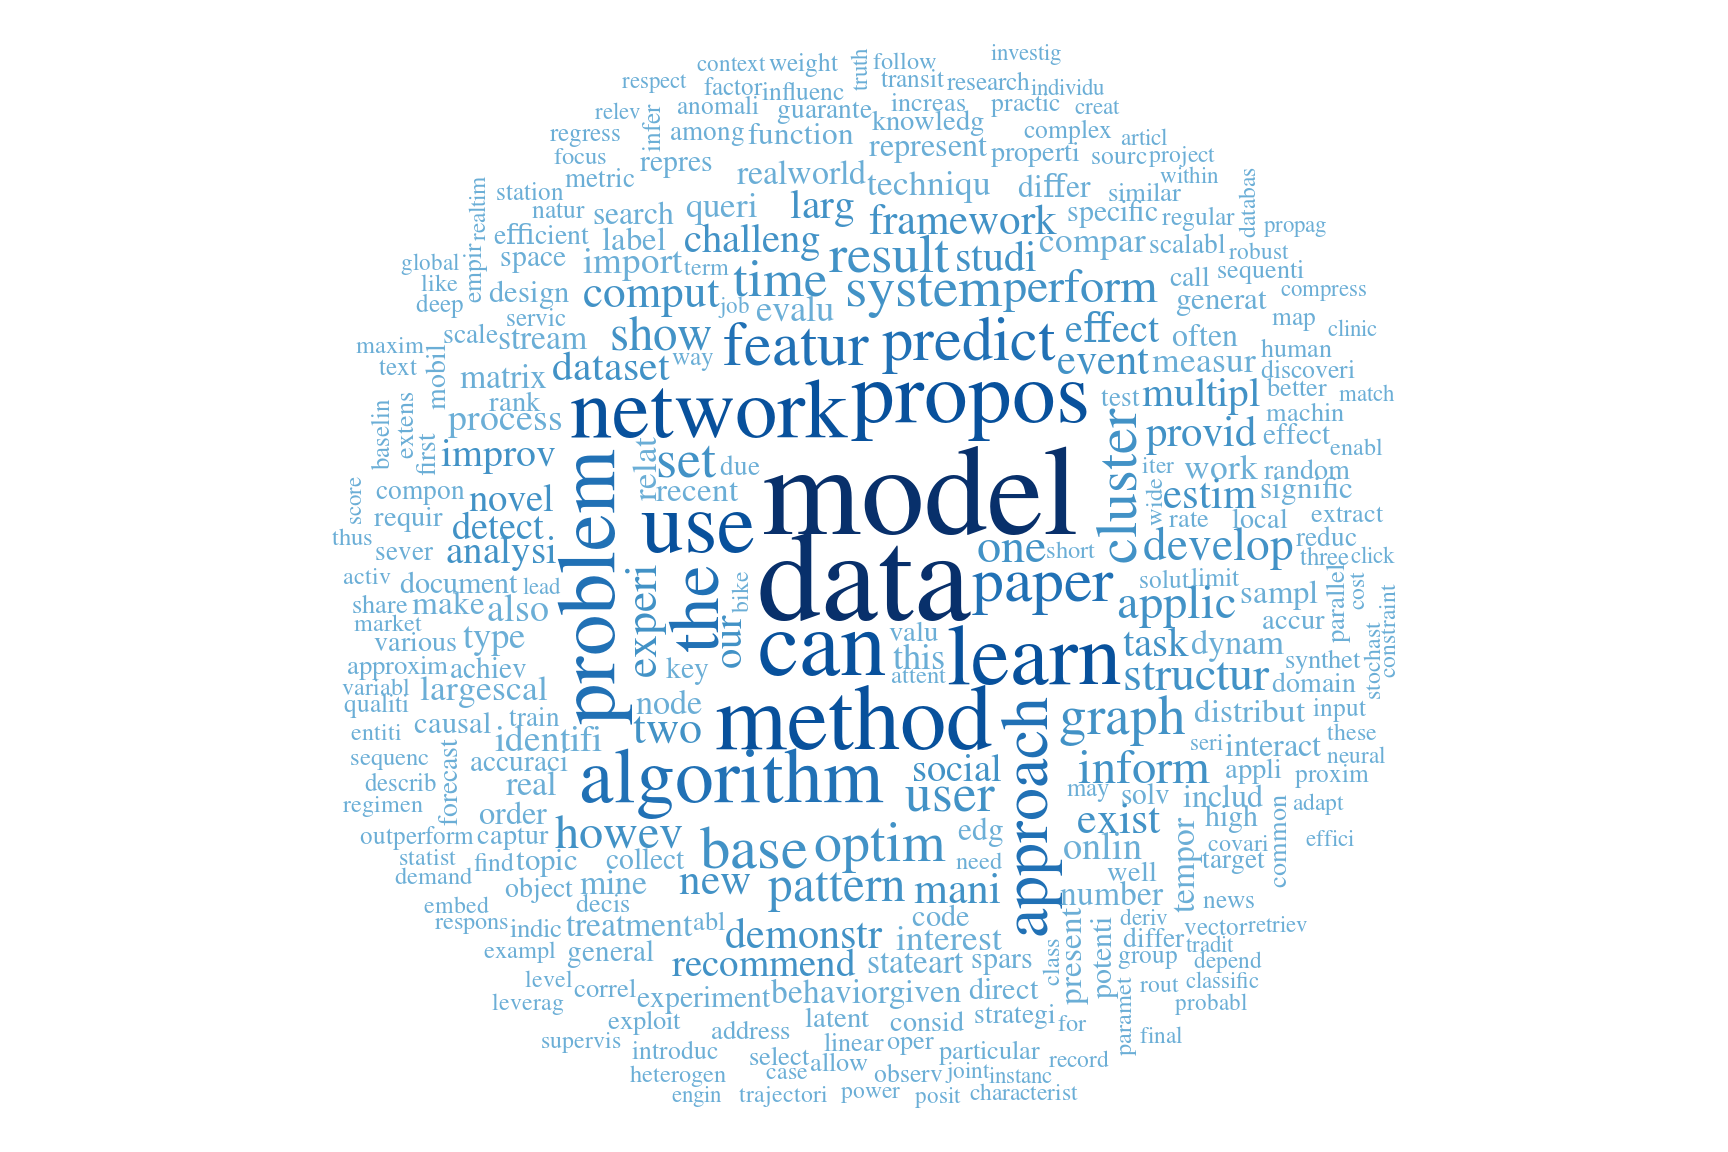 investig
context weight truth follow
respect factor influenc transit research individu
relev anomali guarante increas practic creat
regress infer among function knowledg complex articl
focus repres represent properti sourc project
station metric realworld techniqu differ similar within
realtim natur search queri larg framework specific regular databas propag
efficient label challeng result studi compar scalabl robust
global empir space import term time system perform call sequenti
like design comput job evalu generat compress
deep servic show featur predict effect often map clinic
maxim scale stream dataset way event measur human
text mobil matrix network propos test multipl better discoveri match
baselin extens first process rank cluster provid effect machin
improv relat set due iter work random enabl
score compon novel recent model wide estim signific
thus requir detect problem use rate local extract
sever analysi one short develop reduc three click
activ document lead the bike data paper solut limit sampl parallel cost constraint
share make also experi our can valu applic accur
market various type this learn task dynam
approxim achiev key attent structur synthet stochast
variabl largescal node method approach graph domain
qualiti causal train two distribut input
entiti identifi seri interact these
sequenc forecast accuraci algorithm social inform appli neural
describ real user may solv includ proxim
regimen order howev base optim edg exist high adapt
outperform captur collect onlin tempor covari common effici
statist find topic need well target
demand object mine new pattern mani number news
embed decis code present potenti deriv
respons indic treatment abl demonstr interest differ vector retriev
exampl general recommend stateart spars class group tradit
level correl experiment behavior given direct rout depend classific
leverag exploit latent consid strategi for paramet probabl
supervis introduc address linear oper particular final
heterogen select case allow observ joint instanc record
engin trajectori power posit characterist